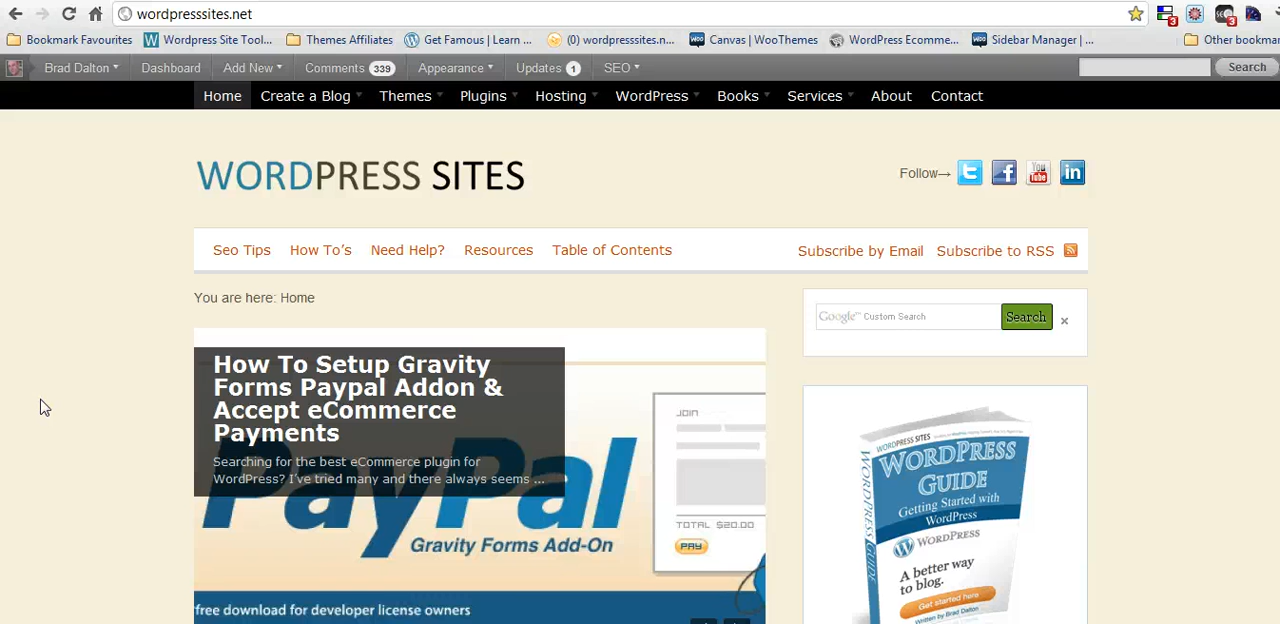 wordpresssites.net
Bookmark Favourites Wordpress Site Tool... Themes Affiliates Get Famous | Learn ... (0) wordpresssites.n... Canvas | WooThemes WordPress Ecomme... Sidebar Manager | ... Other bookmar
Brad Dalton Dashboard Add New Comments 339 Appearance Updates 1 SEO Search
Home Create a Blog Themes Plugins Hosting WordPress Books Services About Contact
WORDPRESS SITES
Follow→
You Tube
Seo Tips How To's Need Help? Resources Table of Contents Subscribe by Email Subscribe to RSS
You are here: Home
Google™ Custom Search Search ×
How To Setup Gravity
Forms Paypal Addon &
Accept eCommerce
Payments
Searching for the best eCommerce plugin for
WordPress? I've tried many and there always seems ...
PayPal
Gravity Forms Add-On
JOIN
TOTAL $20.00
PAY
free download for developer license owners
WORDPRESS SITES
WORDPRESS
GUIDE
Getting Started with
WordPress
WORDPRESS
A better way
to blog.
Get started here
Written by Brad Dalton
WORDPRESS GUIDE